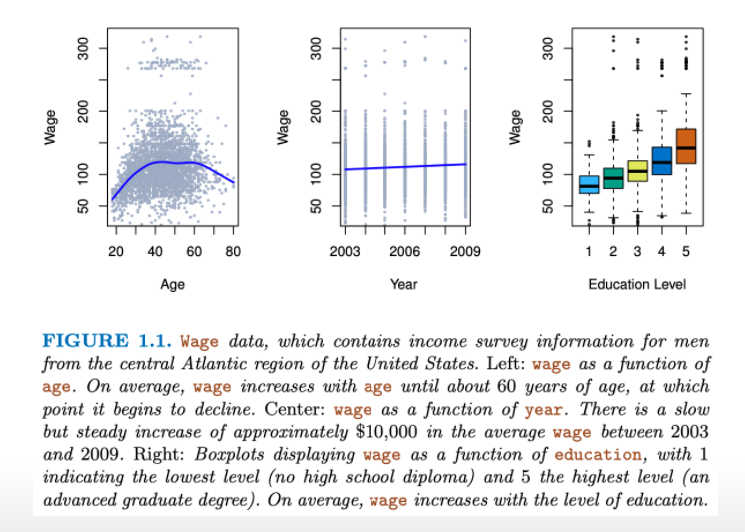 Wage
300
200
100
50
20 40 60 80
Age
Wage
300
200
100
50
2003 2006 2009
Year
Wage
300
200
100
50
1 2 3 4 5
Education Level
FIGURE 1.1. Wage data, which contains income survey information for men
from the central Atlantic region of the United States. Left: wage as a function of
age. On average, wage increases with age until about 60 years of age, at which
point it begins to decline. Center: wage as a function of year. There is a slow
but steady increase of approximately $10,000 in the average wage between 2003
and 2009. Right: Boxplots displaying wage as a function of education, with 1
indicating the lowest level (no high school diploma) and 5 the highest level (an
advanced graduate degree). On average, wage increases with the level of education.